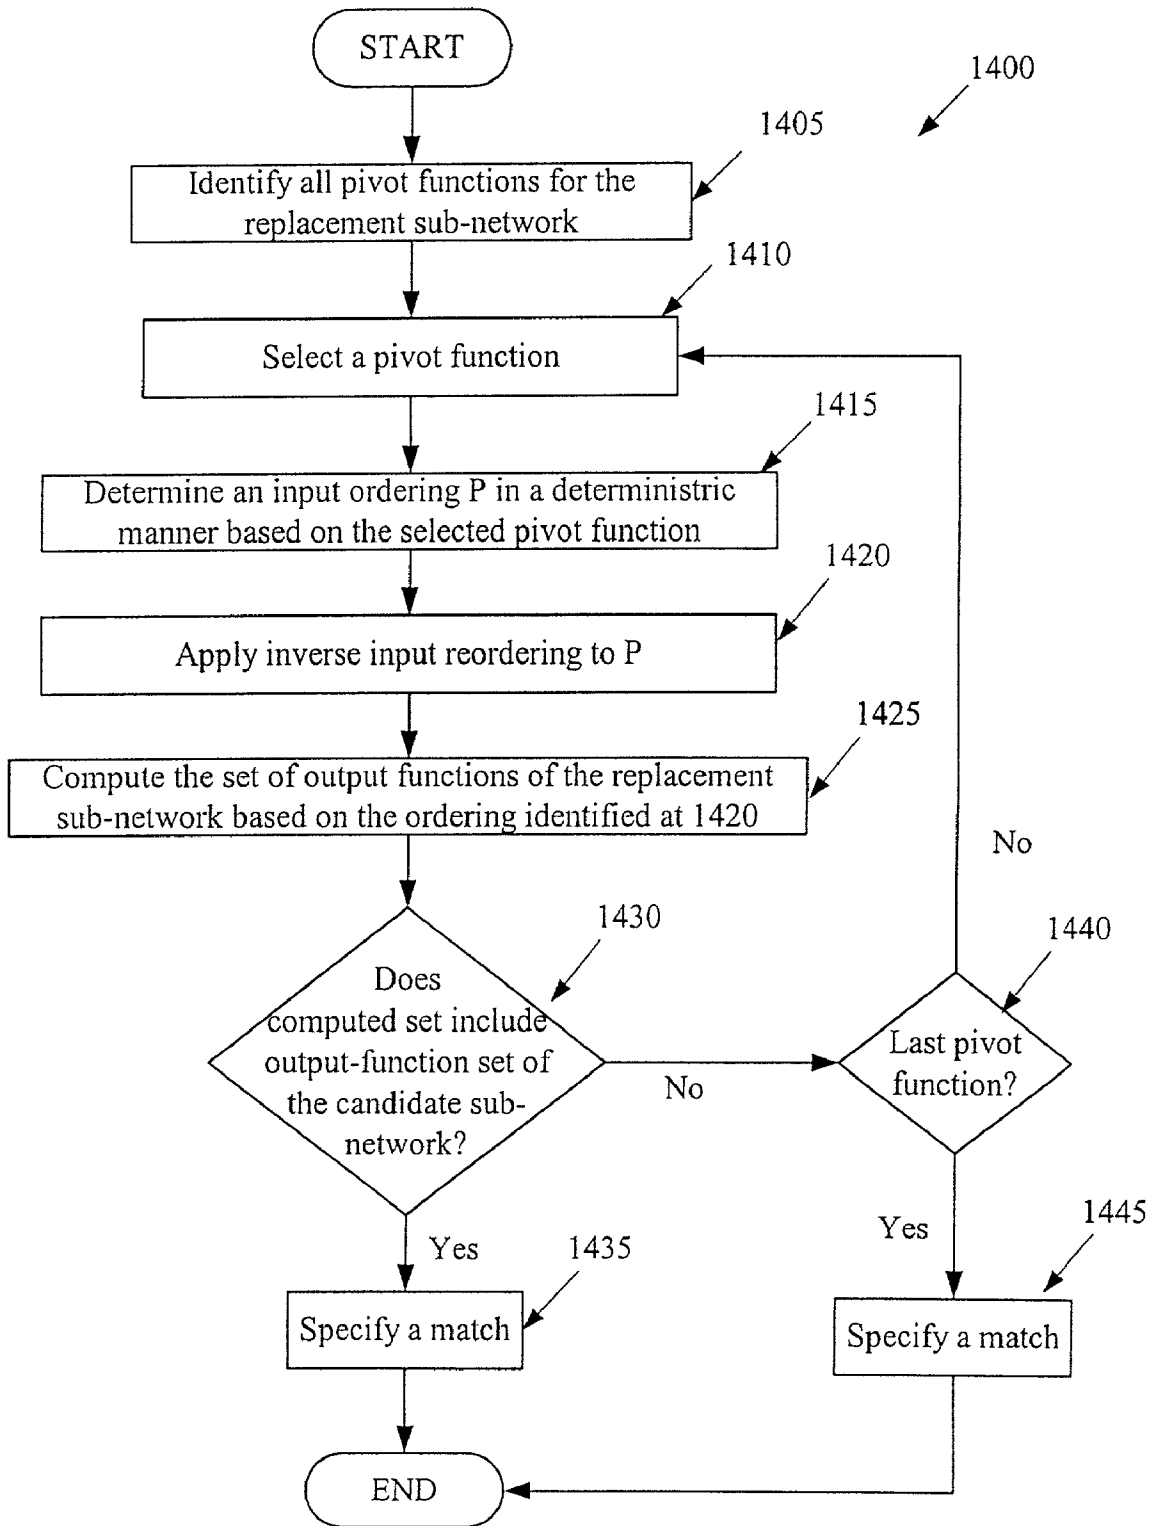 START
1400
1405
Identify all pivot functions for the
replacement sub-network
1410
Select a pivot function
1415
Determine an input ordering P in a deterministric
manner based on the selected pivot function
1420
Apply inverse input reordering to P
1425
Compute the set of output functions of the replacement
sub-network based on the ordering identified at 1420
No
1430
Does
computed set include
output-function set of
the candidate sub-
network?
No
1440
Last pivot
function?
Yes
1435
Specify a match
Yes
1445
Specify a match
END